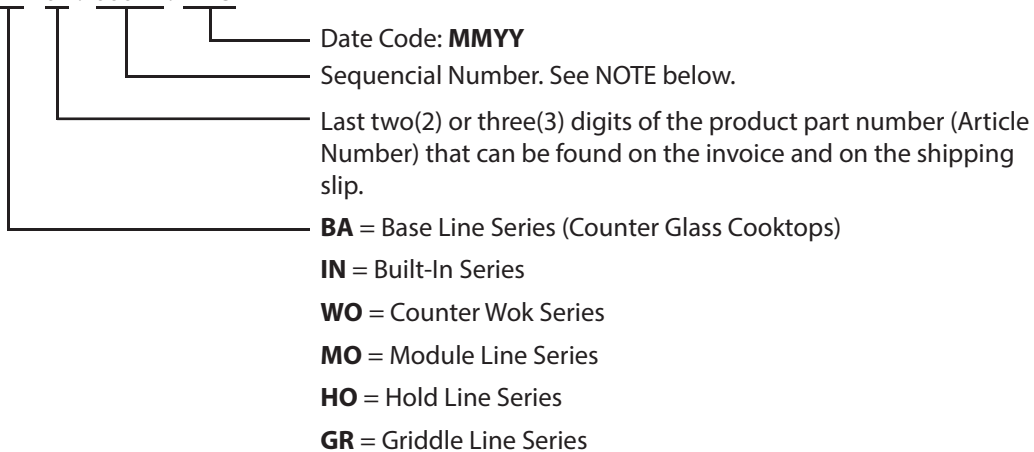 Date Code: MMYY
Sequencial Number. See NOTE below.
Last two(2) or three(3) digits of the product part number (Article
Number) that can be found on the invoice and on the shipping
slip.
BA = Base Line Series (Counter Glass Cooktops)
IN = Built-In Series
WO = Counter Wok Series
MO = Module Line Series
HO = Hold Line Series
GR = Griddle Line Series